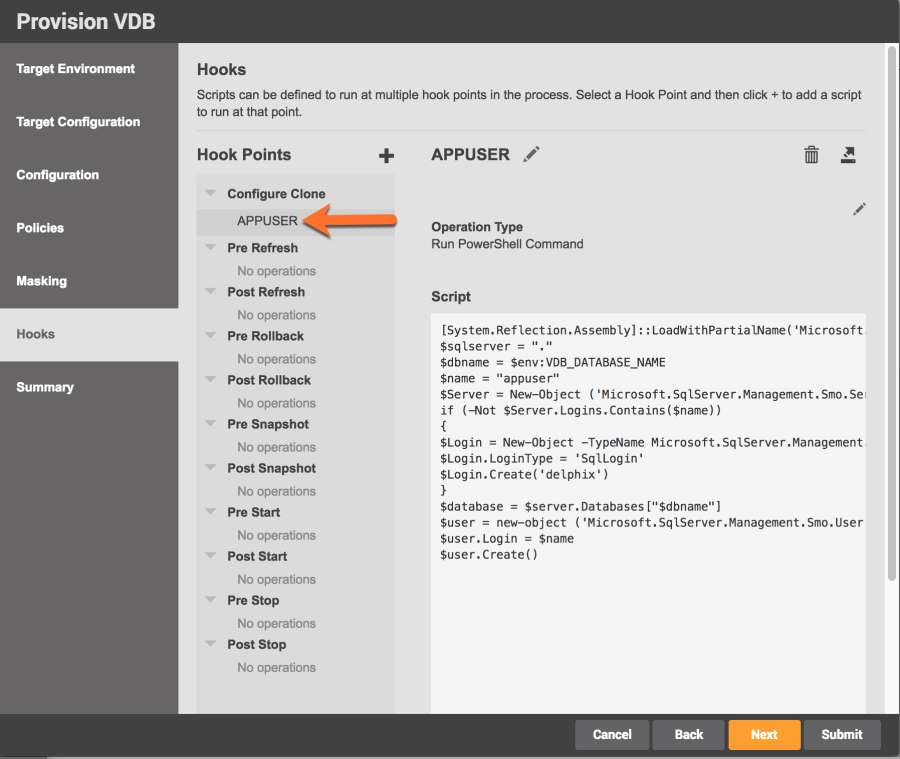 Provision VDB
Target Environment
Target Configuration
Configuration
Policies
Masking
Hooks
Summary
Hooks
Scripts can be defined to run at multiple hook points in the process. Select a Hook Point and then click + to add a script
to run at that point.
Hook Points
Configure Clone
APPUSER
Pre Refresh
No operations
Post Refresh
No operations
Pre Rollback
No operations
Post Rollback
No operations
Pre Snapshot
No operations
Post Snapshot
No operations
Pre Start
No operations
Post Start
No operations
Pre Stop
No operations
Post Stop
No operations
APPUSER
Operation Type
Run PowerShell Command
Script
[System.Reflection.Assembly]::LoadWithPartialName('Microsoft.
$sqlserver = "."
$dbname = $env:VDB_DATABASE_NAME
$name = "appuser"
$Server = New-Object ('Microsoft.SqlServer.Management.Smo.Ser
if (-Not $Server.Logins.Contains($name))
{
$Login = New-Object -TypeName Microsoft.SqlServer.Management.
$Login.LoginType = 'SqlLogin'
$Login.Create('delphix')
}
$database = $server.Databases["$dbname"]
$user = new-object ('Microsoft.SqlServer.Management.Smo.User
$user.Login = $name
$user.Create()
Cancel
Back
Next
Submit